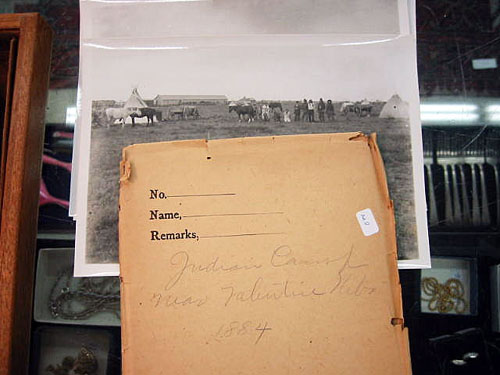 No.
Name,
Remarks,
Indian Camp
near Valentine Nebr
1884